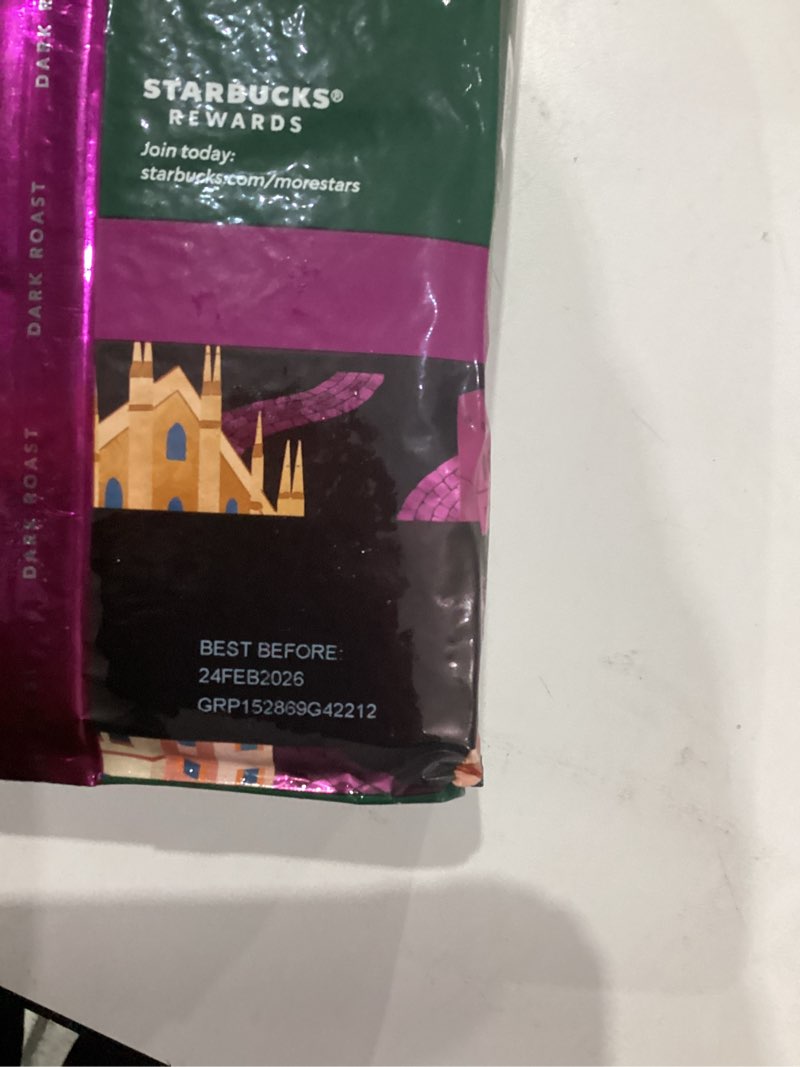 DARK R
DARK ROAST
DARK ROAST
STARBUCKS®
REWARDS
Join today:
starbucks.com/morestars
BEST BEFORE:
24FEB2026
GRP152869G42212